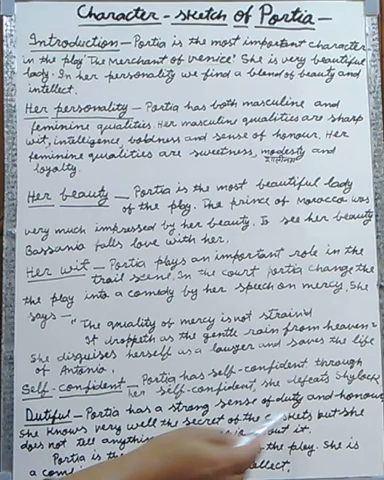 Character-sketch of Portia-
Introduction- Portia is the most important character
in the play "The Merchant of venice". She is very beautiful
lady. In her personality we find a blend of beauty and
intellect.
Her personality- Portia has both masculine and
feminine qualities. Her masculine qualities are sharp
wit, intelligence, boldness and sense of honour. Her
feminine qualities are sweetness, modesty and
loyalty.
Her beauty- Portia is the most beautiful lady
of the play. The prince of Morocco was
very much impressed by her beauty. To see her beauty
Bassania falls love with her.
Her wit- Portia plays an important role in the
trail scene. In the court Portia change the
the play into a comedy by her speech on mercy. She
says-
"The quality of mercy is not strain'd
It droppeth as the gentle rain from heaven"
She disguises herself as a lawyer and saves the life
of Antonio.
Self-confident- Portia has self-confident through
her self-confident she defeats Shylock
Dutiful- Portia has a strong sense of duty and honour
She knows very well the secret of the caskets but she
does not tell anything out it.
Portia is the the play. She is
a intellect.